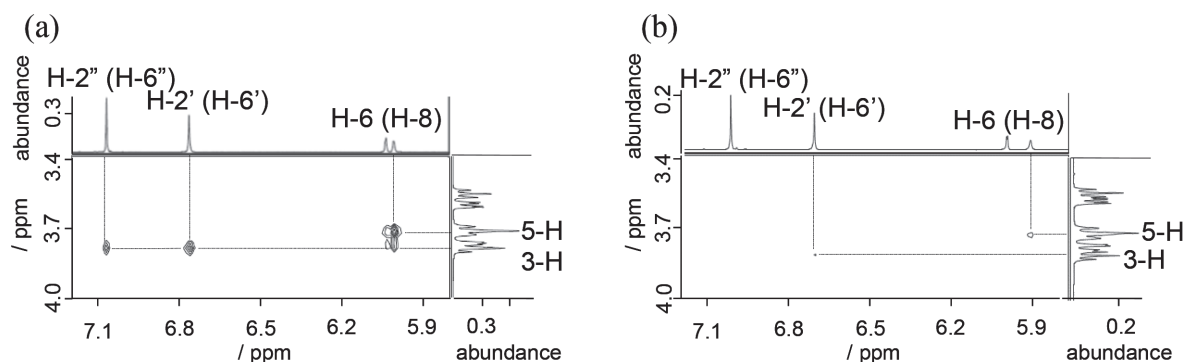 (a)
abundance
0.3
H-2” (H-6”)
H-2’ (H-6’)
H-6 (H-8)
3.4
3.7
4.0
/ ppm
5-H
3-H
7.1 6.8 6.5 6.2 5.9 0.3
/ ppm abundance
(b)
abundance
0.2
H-2” (H-6”)
H-2’ (H-6’)
H-6 (H-8)
3.4
3.7
4.0
/ ppm
5-H
3-H
7.1 6.8 6.5 6.2 5.9 0.2
/ ppm abundance